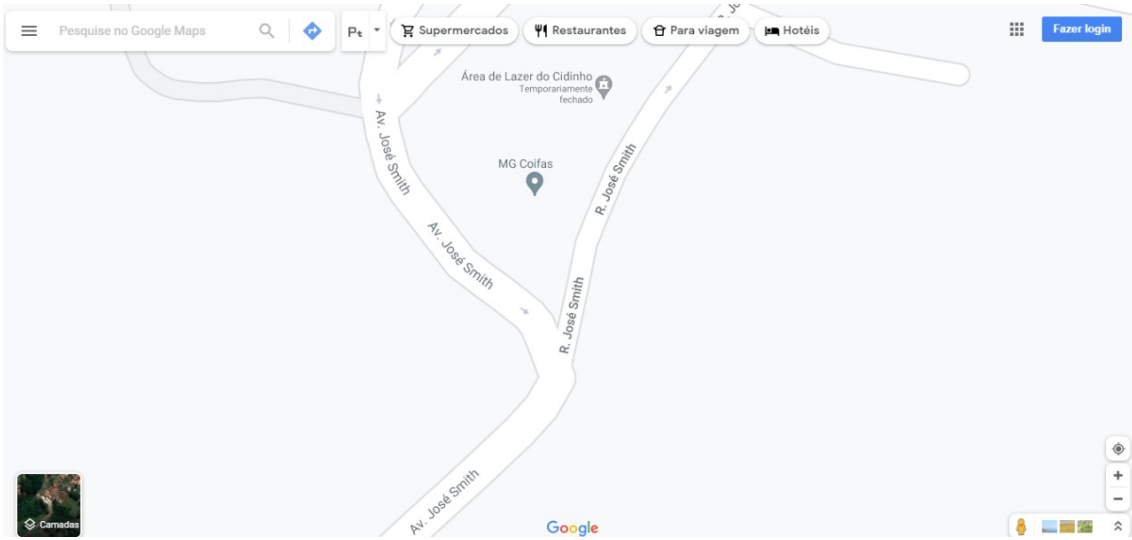 Pesquise no Google Maps
Supermercados
Restaurantes
Para viagem
Hotéis
Fazer login
Área de Lazer do Cidinho
Temporariamente
fechado
Av. José Smith
MG Coifas
R. José Smith
Av. José Smith
R. José Smith
Av. José Smith
Camadas
Google